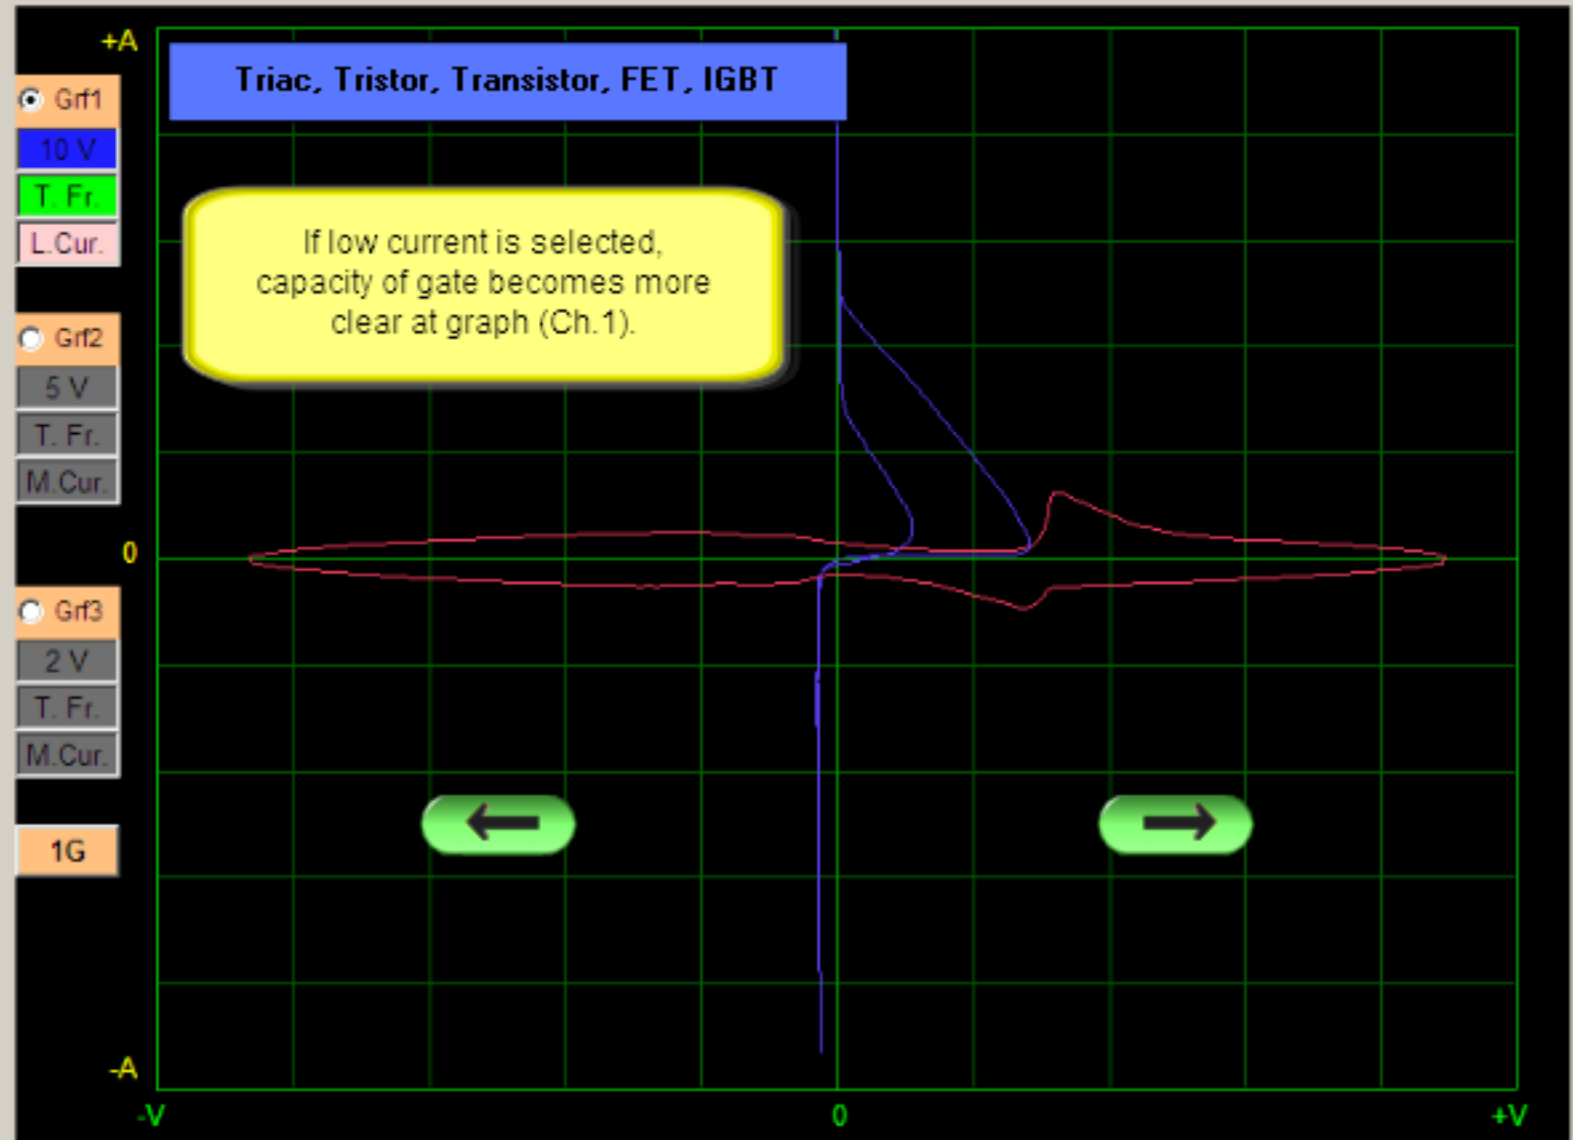 +A
Triac, Tristor, Transistor, FET, IGBT
Grf1
10 V
T. Fr.
L.Cur.
If low current is selected,
capacity of gate becomes more
clear at graph (Ch.1).
Grf2
5 V
T. Fr.
M.Cur.
0
Grf3
2 V
T. Fr.
M.Cur.
1G
-A
-V
0
+V